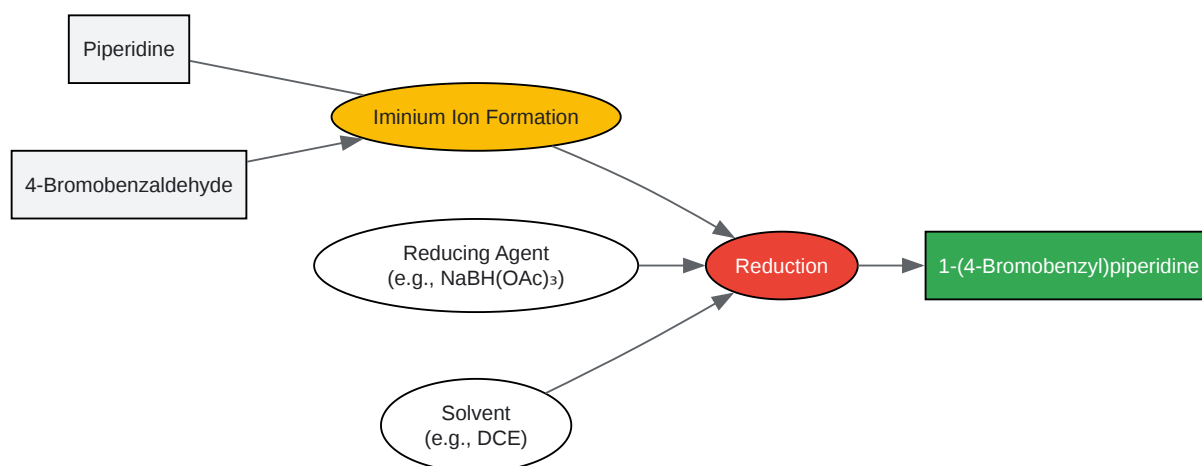 Piperidine
Iminium Ion Formation
4-Bromobenzaldehyde
Reducing Agent
(e.g., NaBH(OAc)₃)
Reduction
1-(4-Bromobenzyl)piperidine
Solvent
(e.g., DCE)